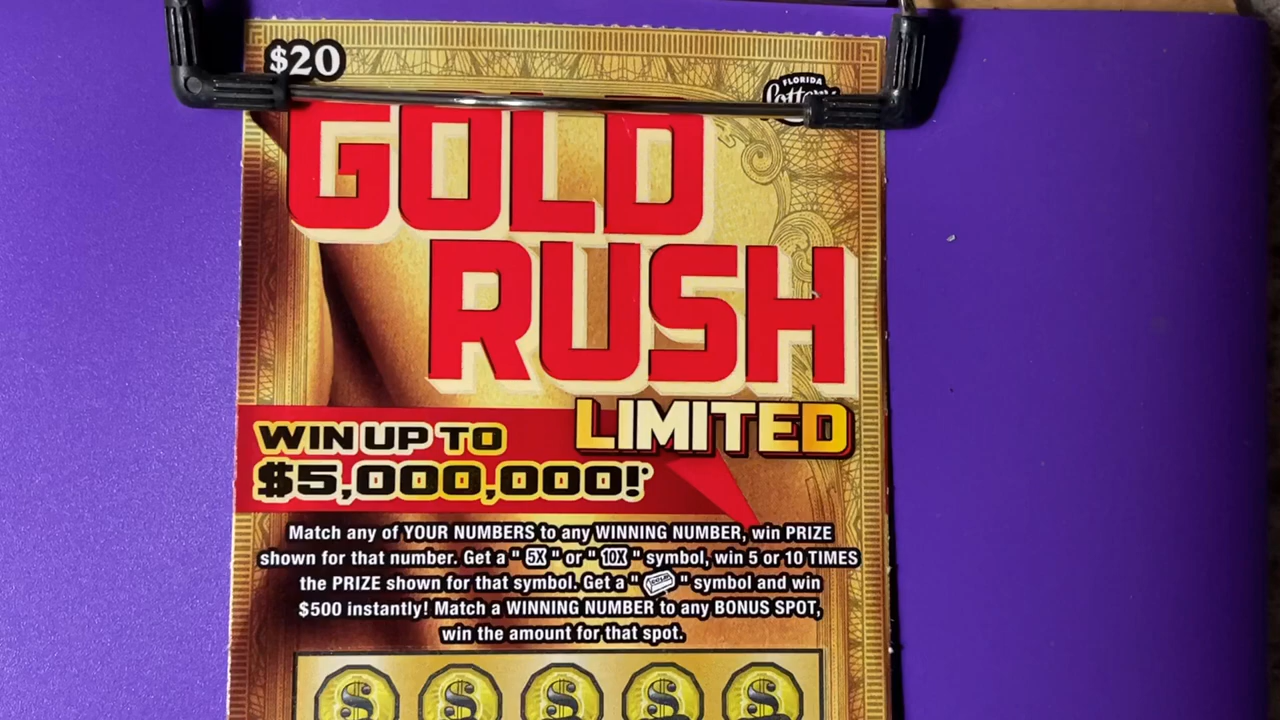 $20
FLORIDA
Lottery
GOLD
RUSH
LIMITED
WIN UP TO
$5,000,000!*
Match any of YOUR NUMBERS to any WINNING NUMBER, win PRIZE
shown for that number. Get a " 5X " or " 10X " symbol, win 5 or 10 TIMES
the PRIZE shown for that symbol. Get a " " symbol and win
$500 instantly! Match a WINNING NUMBER to any BONUS SPOT,
win the amount for that spot.
$ $ $ $ $